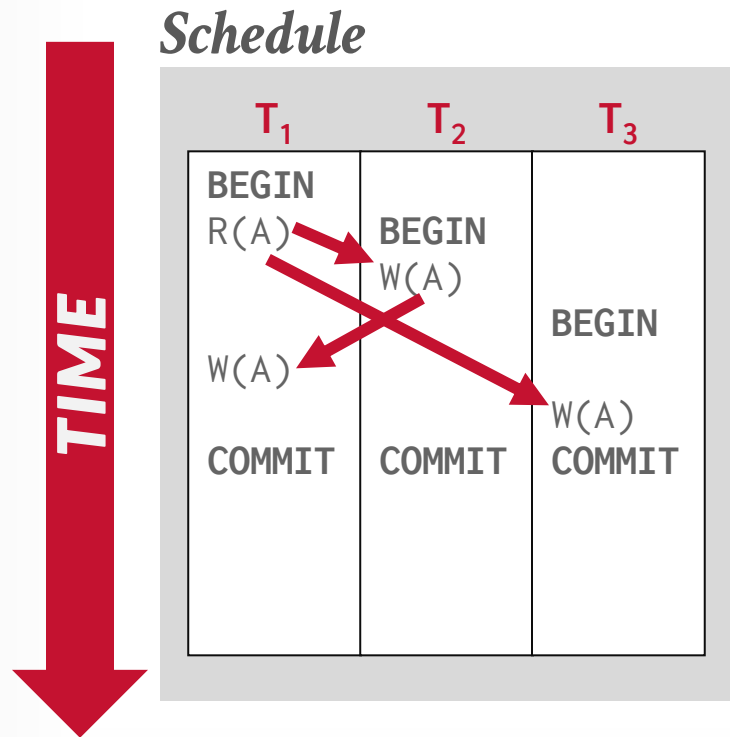 Schedule
T₁ T₂ T₃
BEGIN
R(A) BEGIN
W(A)
BEGIN
W(A)
W(A)
COMMIT COMMIT COMMIT
TIME